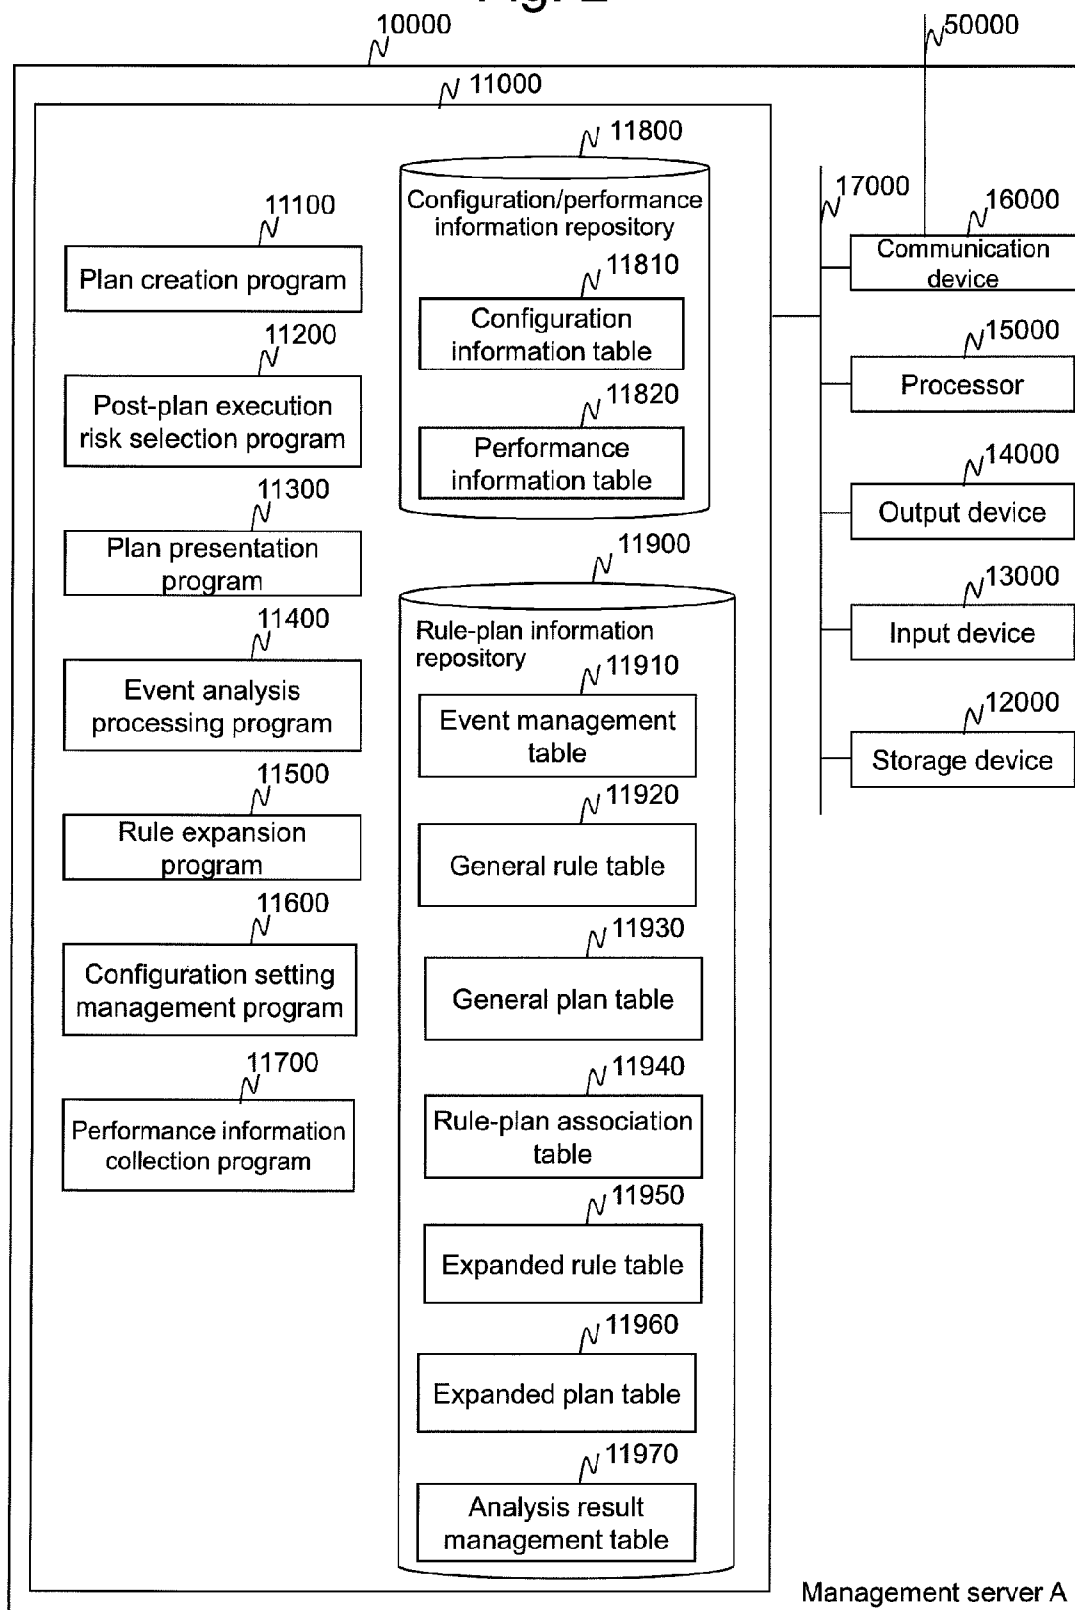 10000
50000
11000
11800
Configuration/performance
information repository
11810
Configuration
information table
11820
Performance
information table
11100
Plan creation program
11200
Post-plan execution
risk selection program
11300
Plan presentation
program
11400
Event analysis
processing program
11500
Rule expansion
program
11600
Configuration setting
management program
11700
Performance information
collection program
11900
Rule-plan information
repository
11910
Event management
table
11920
General rule table
11930
General plan table
11940
Rule-plan association
table
11950
Expanded rule table
11960
Expanded plan table
11970
Analysis result
management table
17000
16000
Communication
device
15000
Processor
14000
Output device
13000
Input device
12000
Storage device
Management server A